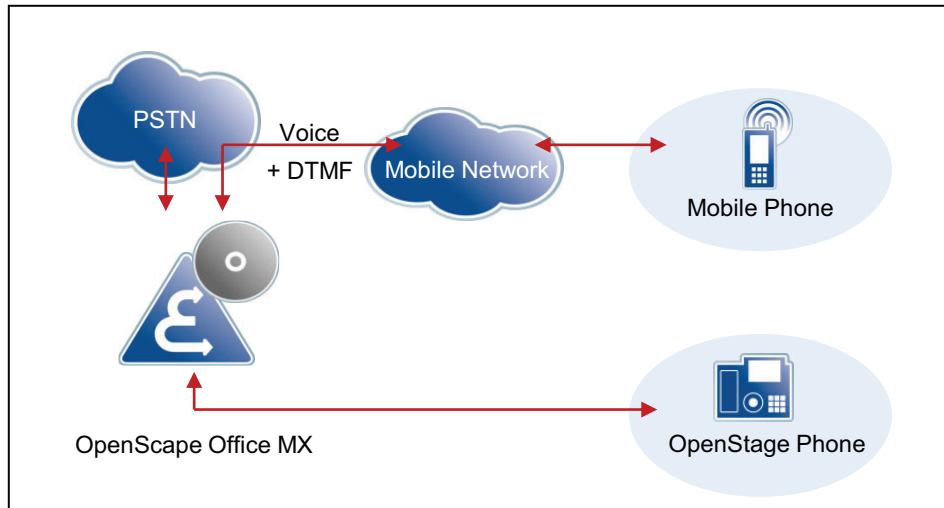 PSTN
Voice
+ DTMF
Mobile Network
Mobile Phone
OpenScape Office MX
OpenStage Phone